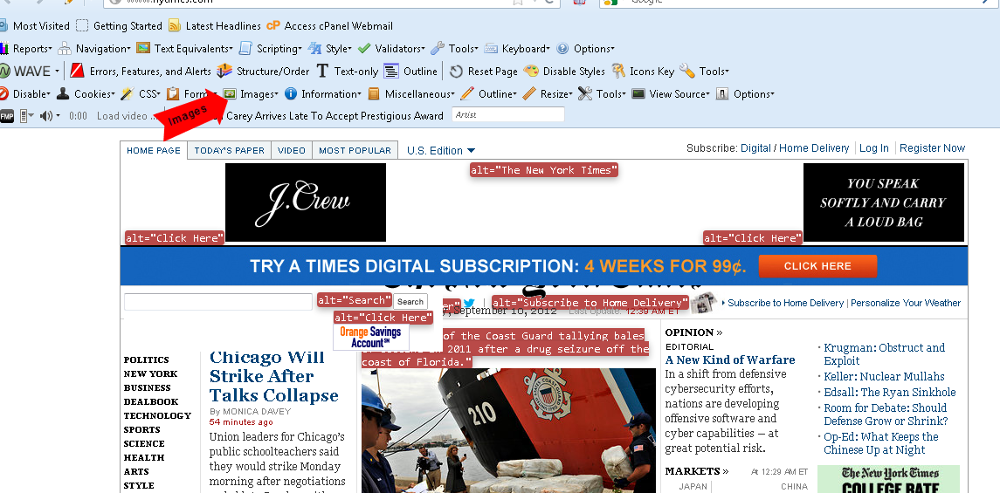 www.nytimes.com
Most Visited Getting Started Latest Headlines cP Access cPanel Webmail
Reports Navigation Text Equivalents Scripting Style Validators Tools Keyboard Options
WAVE Errors, Features, and Alerts Structure/Order Text-only Outline Reset Page Disable Styles Icons Key Tools
Disable Cookies CSS Form Images Information Miscellaneous Outline Resize Tools View Source Options
Images
FMP 0:00 Load video ... Carey Arrives Late To Accept Prestigious Award Artist
HOME PAGE TODAY'S PAPER VIDEO MOST POPULAR U.S. Edition Subscribe: Digital / Home Delivery Log In Register Now
alt="The New York Times"
J.Crew
YOU SPEAK
SOFTLY AND CARRY
A LOUD BAG
alt="Click Here" alt="Click Here"
TRY A TIMES DIGITAL SUBSCRIPTION: 4 WEEKS FOR 99¢. CLICK HERE
alt="Search" Search er" alt="Subscribe to Home Delivery" Subscribe to Home Delivery | Personalize Your Weather
y, September 10, 2012 Last Update: 12:39 AM ET
alt="Click Here"
Orange Savings
Account SM
of the Coast Guard tallying bales
2011 after a drug seizure off the
coast of Florida."
POLITICS
NEW YORK
BUSINESS
DEALBOOK
TECHNOLOGY
SPORTS
SCIENCE
HEALTH
ARTS
STYLE
Chicago Will
Strike After
Talks Collapse
By MONICA DAVEY
54 minutes ago
Union leaders for Chicago's
public schoolteachers said
they would strike Monday
morning after negotiations
210
OPINION »
EDITORIAL
A New Kind of Warfare
In a shift from defensive
cybersecurity efforts,
nations are developing
offensive software and
cyber capabilities — at
great potential risk.
MARKETS » At 12:29 AM ET
JAPAN CHINA
Krugman: Obstruct and
Exploit
Keller: Nuclear Mullahs
Edsall: The Ryan Sinkhole
Room for Debate: Should
Defense Grow or Shrink?
Op-Ed: What Keeps the
Chinese Up at Night
The New York Times
COLLEGE RATE